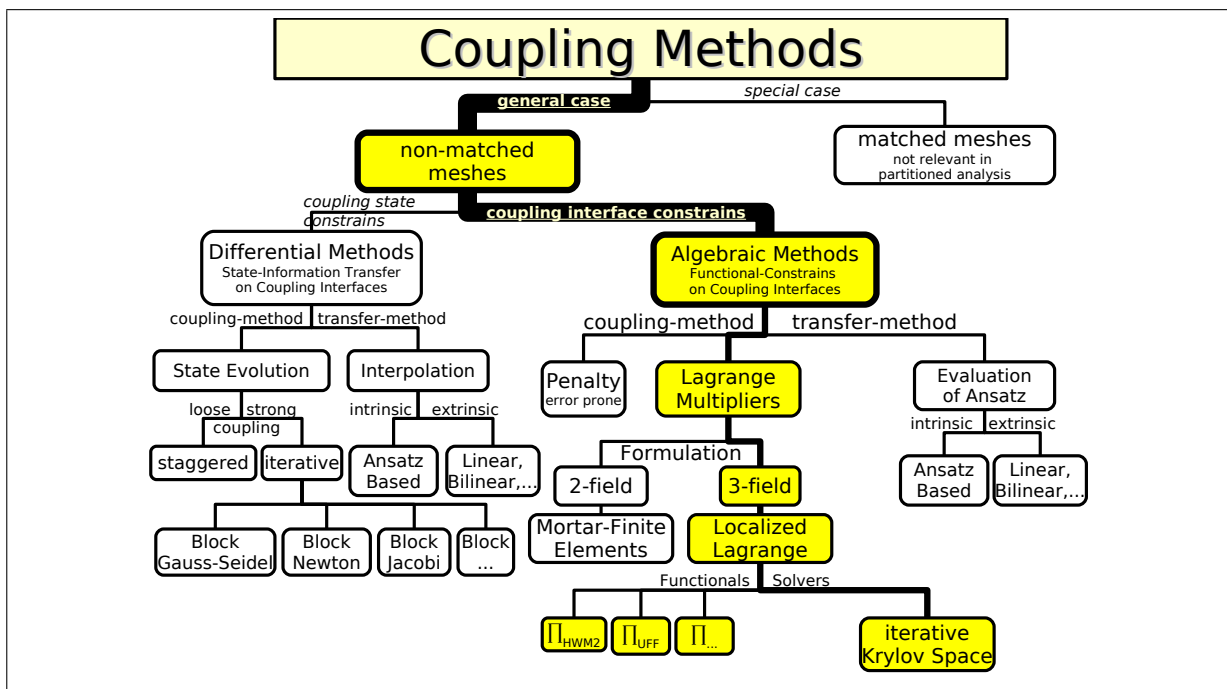 Coupling Methods
general case
special case
non-matched
meshes
matched meshes
not relevant in
partitioned analysis
coupling state
constrains
coupling interface constrains
Differential Methods
State-Information Transfer
on Coupling Interfaces
Algebraic Methods
Functional-Constrains
on Coupling Interfaces
coupling-method
transfer-method
coupling-method
transfer-method
State Evolution
Interpolation
Penalty
error prone
Lagrange
Multipliers
Evaluation
of Ansatz
loose
strong
coupling
intrinsic
extrinsic
intrinsic
extrinsic
staggered
iterative
Ansatz
Based
Linear,
Bilinear,...
Formulation
2-field
3-field
Ansatz
Based
Linear,
Bilinear,...
Block
Gauss-Seidel
Block
Newton
Block
Jacobi
Block
...
Mortar-Finite
Elements
Localized
Lagrange
Functionals
Solvers
∏HWM2
∏UFF
∏...
iterative
Krylov Space